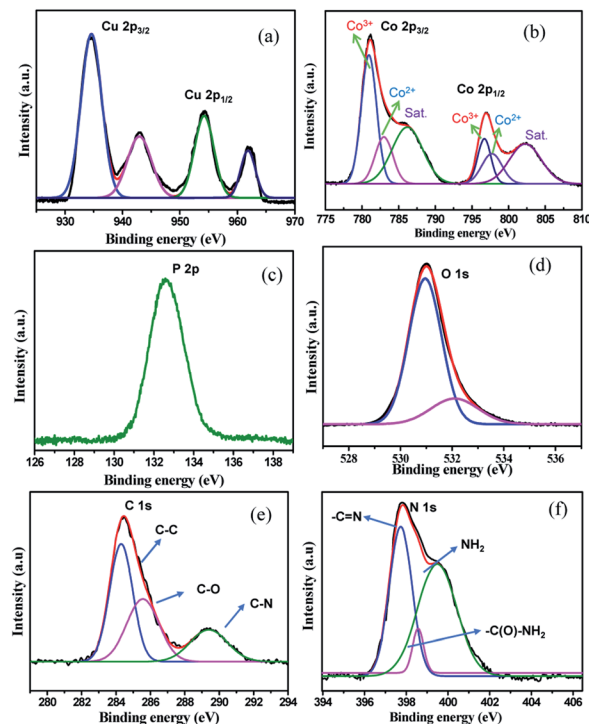 (a)
Cu 2p3/2
Cu 2p1/2
Intensity (a.u.)
930 940 950 960 970
Binding energy (eV)
(b)
Co 2p3/2
Co3+
Co2+
Sat.
Co 2p1/2
Co3+
Co2+
Sat.
Intensity (a.u.)
775 780 785 790 795 800 805 810
Binding energy (eV)
(c)
P 2p
Intensity (a.u.)
126 128 130 132 134 136 138
Binding energy (eV)
(d)
O 1s
Intensity (a.u.)
528 530 532 534 536
Binding energy (eV)
(e)
C 1s
C-C
C-O
C-N
Intensity (a.u)
280 282 284 286 288 290 292 294
Binding energy (eV)
(f)
-C=N
N 1s
NH2
-C(O)-NH2
Intensity (a.u.)
394 396 398 400 402 404 406
Binding energy (eV)